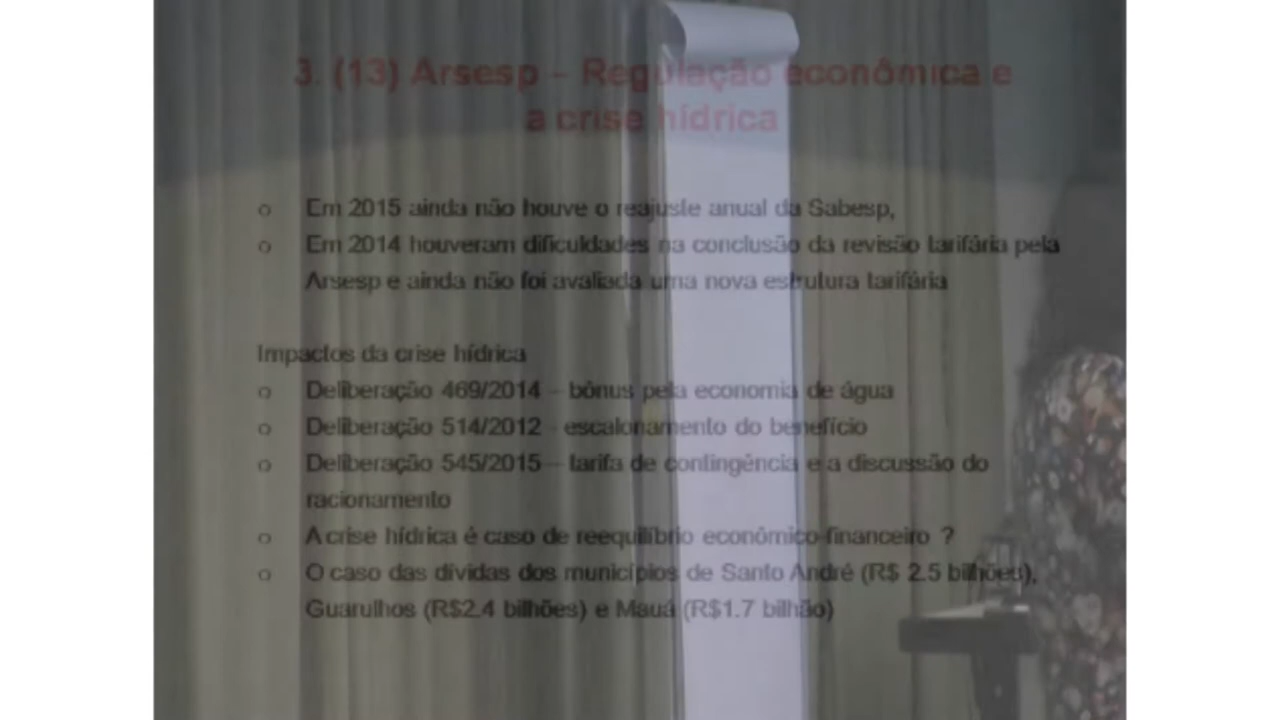 3. (13) Arsesp – Regulação econômica e
a crise hídrica
o Em 2015 ainda não houve o reajuste anual da Sabesp,
o Em 2014 houveram dificuldades na conclusão da revisão tarifária pela
Arsesp e ainda não foi avaliada uma nova estrutura tarifária
Impactos da crise hídrica
o Deliberação 469/2014 – bônus pela economia de água
o Deliberação 514/2012 - escalonamento do benefício
o Deliberação 545/2015 – tarifa de contingência e a discussão do
racionamento
o A crise hídrica é caso de reequilíbrio econômico-financeiro ?
o O caso das dívidas dos municípios de Santo André (R$ 2.5 bilhões),
Guarulhos (R$2.4 bilhões) e Mauá (R$1.7 bilhão)